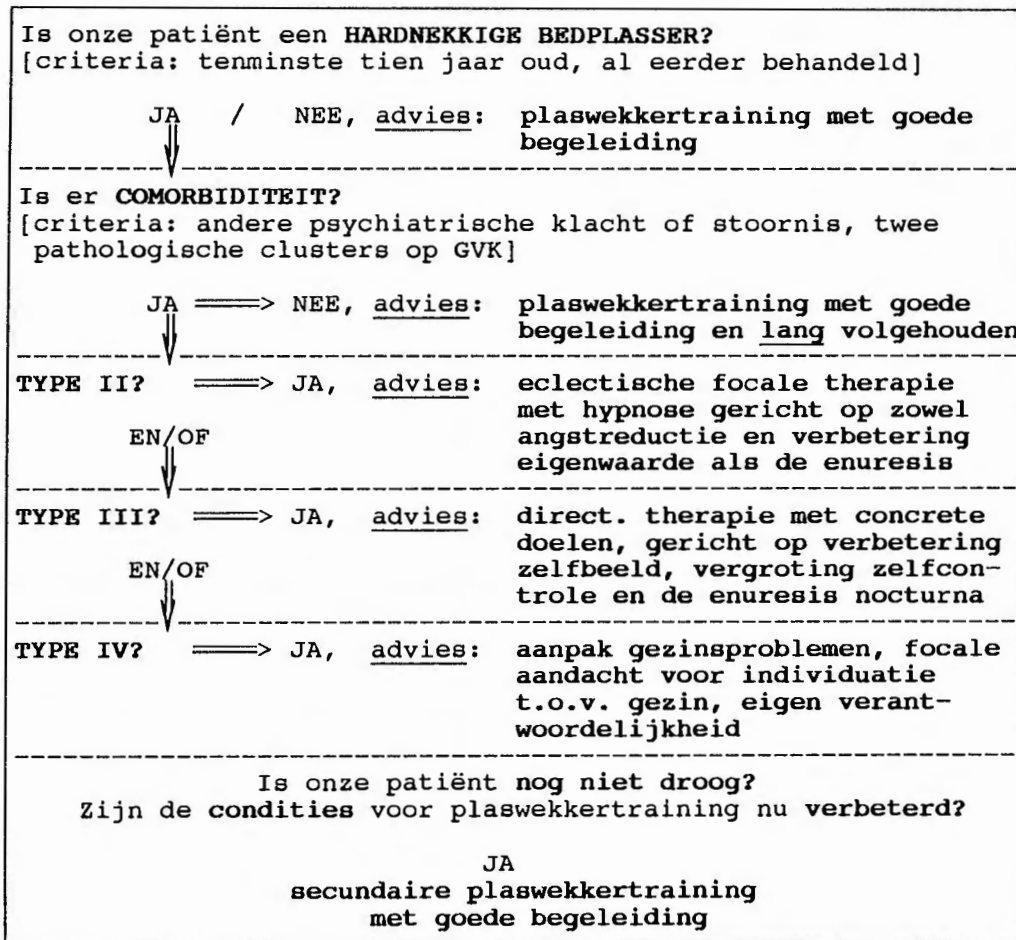 Is onze patiënt een HARDNEKKIGE BEDPLASSER?
[criteria: tenminste tien jaar oud, al eerder behandeld]
JA / NEE, advies: plaswekkertraining met goede
begeleiding
Is er COMORBIDITEIT?
[criteria: andere psychiatrische klacht of stoornis, twee
pathologische clusters op GVK]
JA ===> NEE, advies: plaswekkertraining met goede
begeleiding en lang volgehouden
TYPE II? ===> JA, advies: eclectische focale therapie
met hypnose gericht op zowel
EN/OF angstreductie en verbetering
eigenwaarde als de enuresis
TYPE III? ===> JA, advies: direct. therapie met concrete
doelen, gericht op verbetering
EN/OF zelfbeeld, vergroting zelfcon-
trole en de enuresis nocturna
TYPE IV? ===> JA, advies: aanpak gezinsproblemen, focale
aandacht voor individuatie
t.o.v. gezin, eigen verant-
woordelijkheid
Is onze patiënt nog niet droog?
Zijn de condities voor plaswekkertraining nu verbeterd?
JA
secundaire plaswekkertraining
met goede begeleiding